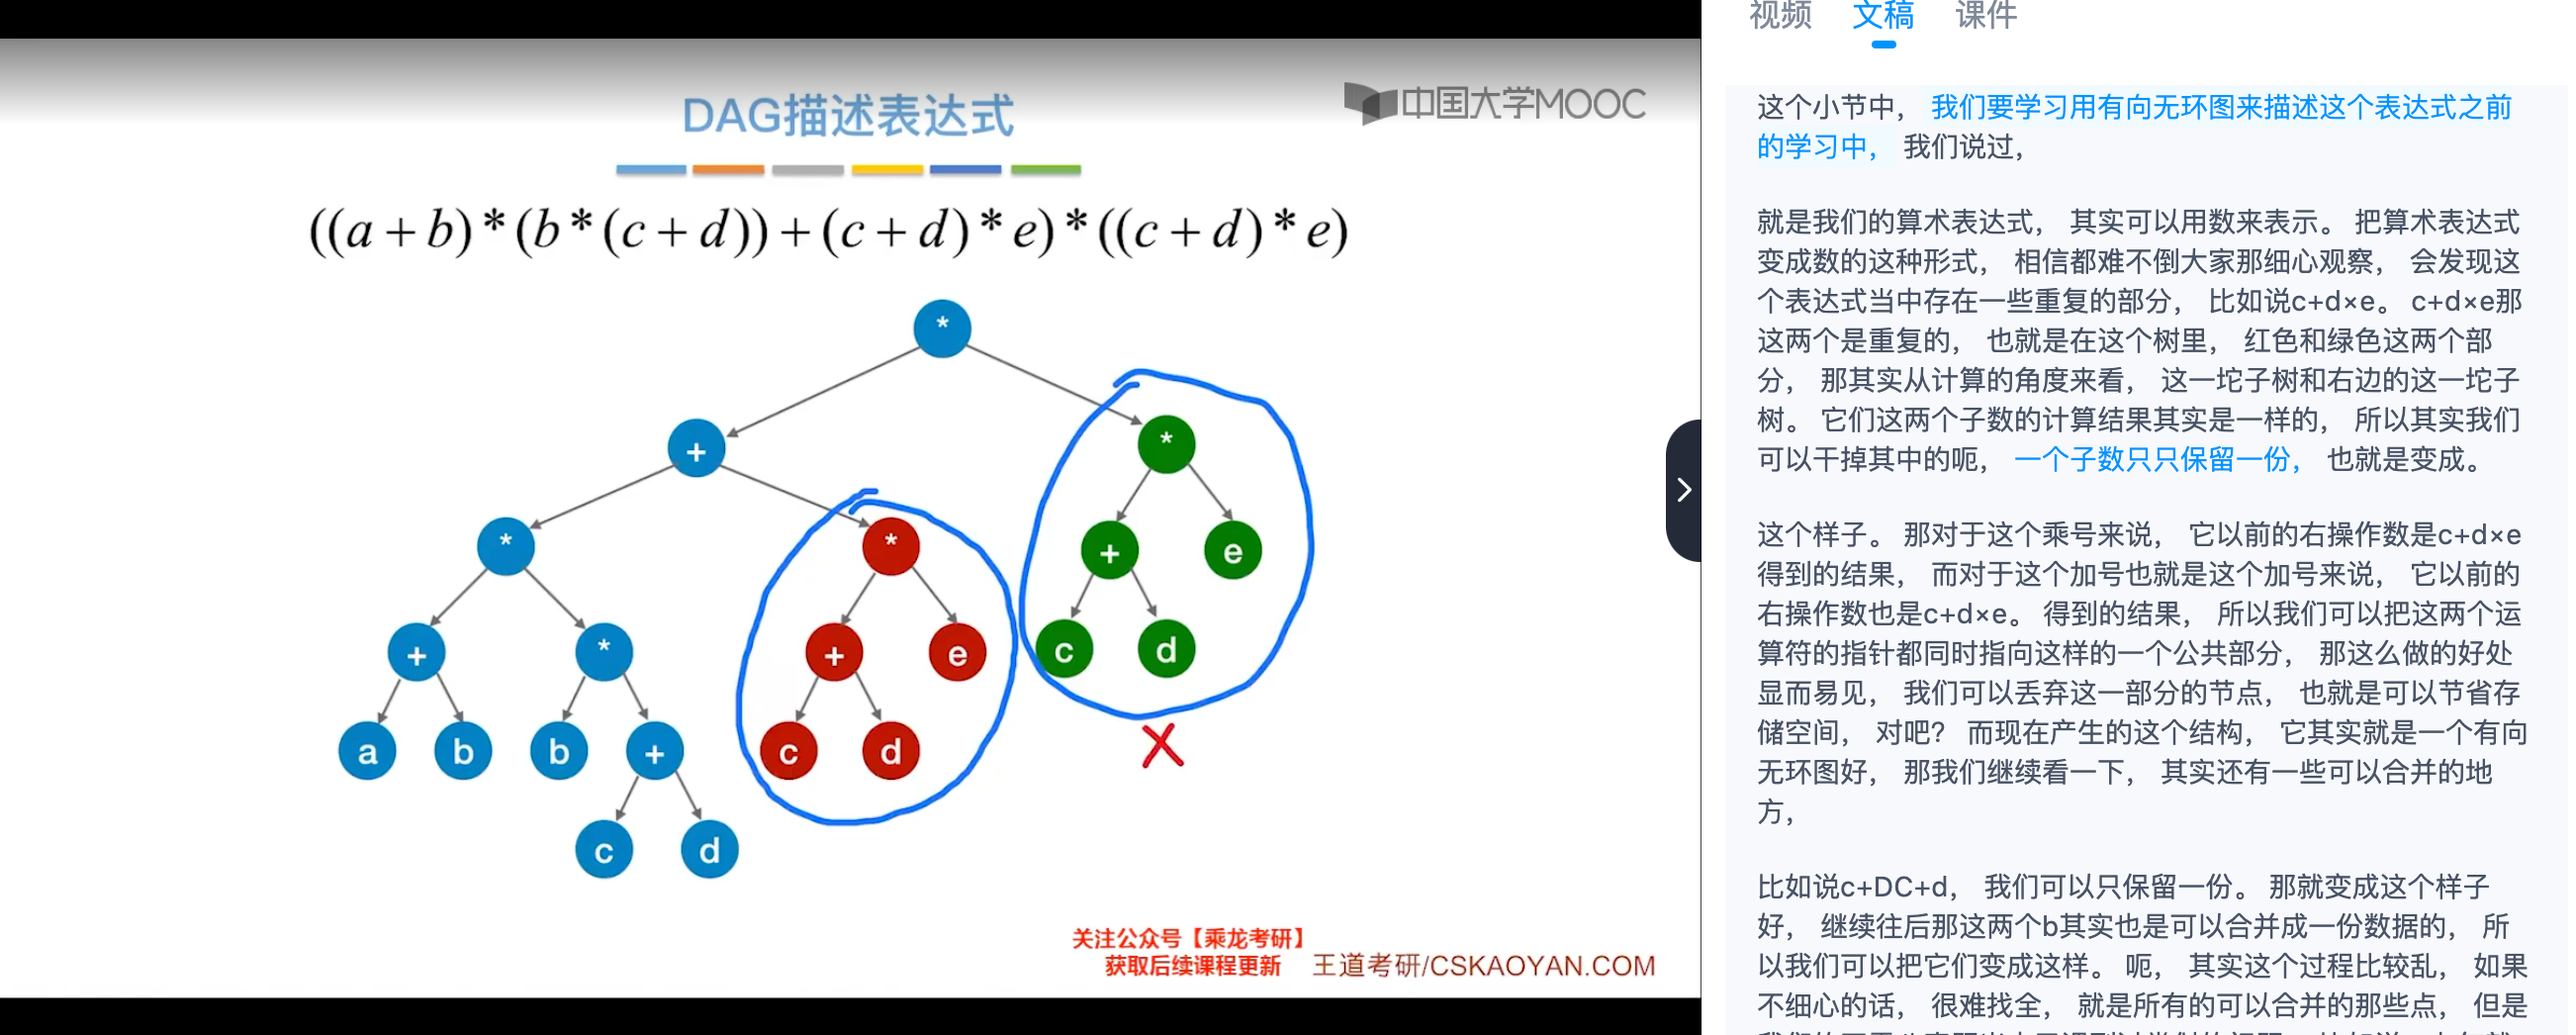 DAG描述表达式
中国大学MOOC
((a+b)*(b*(c+d))+(c+d)*e)*((c+d)*e)
*
+
*
*
*
+
e
+
*
+
e
c
d
a
b
b
+
c
d
c
d
关注公众号【乘龙考研】
获取后续课程更新
王道考研/CSKAOYAN.COM
视频 文稿 课件
这个小节中， 我们要学习用有向无环图来描述这个表达式之前
的学习中， 我们说过，
就是我们的算术表达式， 其实可以用数来表示。 把算术表达式
变成数的这种形式， 相信都难不倒大家那细心观察， 会发现这
个表达式当中存在一些重复的部分， 比如说c+d×e。 c+d×e那
这两个是重复的， 也就是在这个树里， 红色和绿色这两个部
分， 那其实从计算的角度来看， 这一坨子树和右边的这一坨子
树。 它们这两个子数的计算结果其实是一样的， 所以其实我们
可以干掉其中的呃， 一个子数只只保留一份， 也就是变成。
这个样子。 那对于这个乘号来说， 它以前的右操作数是c+d×e
得到的结果， 而对于这个加号也就是这个加号来说， 它以前的
右操作数也是c+d×e。 得到的结果， 所以我们可以把这两个运
算符的指针都同时指向这样的一个公共部分， 那这么做的好处
显而易见， 我们可以丢弃这一部分的节点， 也就是可以节省存
储空间， 对吧? 而现在产生的这个结构， 它其实就是一个有向
无环图好， 那我们继续看一下， 其实还有一些可以合并的地
方，
比如说c+DC+d， 我们可以只保留一份。 那就变成这个样子
好， 继续往后那这两个b其实也是可以合并成一份数据的， 所
以我们可以把它们变成这样。 呃， 其实这个过程比较乱， 如果
不细心的话， 很难找全， 就是所有的可以合并的那些点， 但是